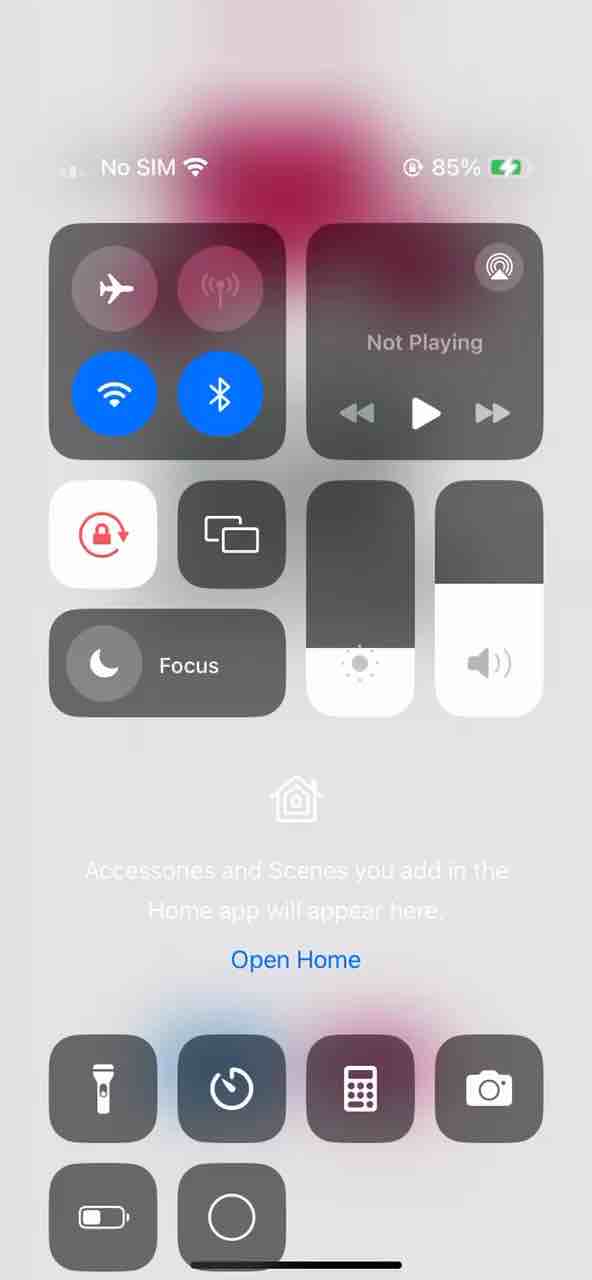 No SIM
85%
Not Playing
Focus
Accessories and Scenes you add in the
Home app will appear here.
Open Home